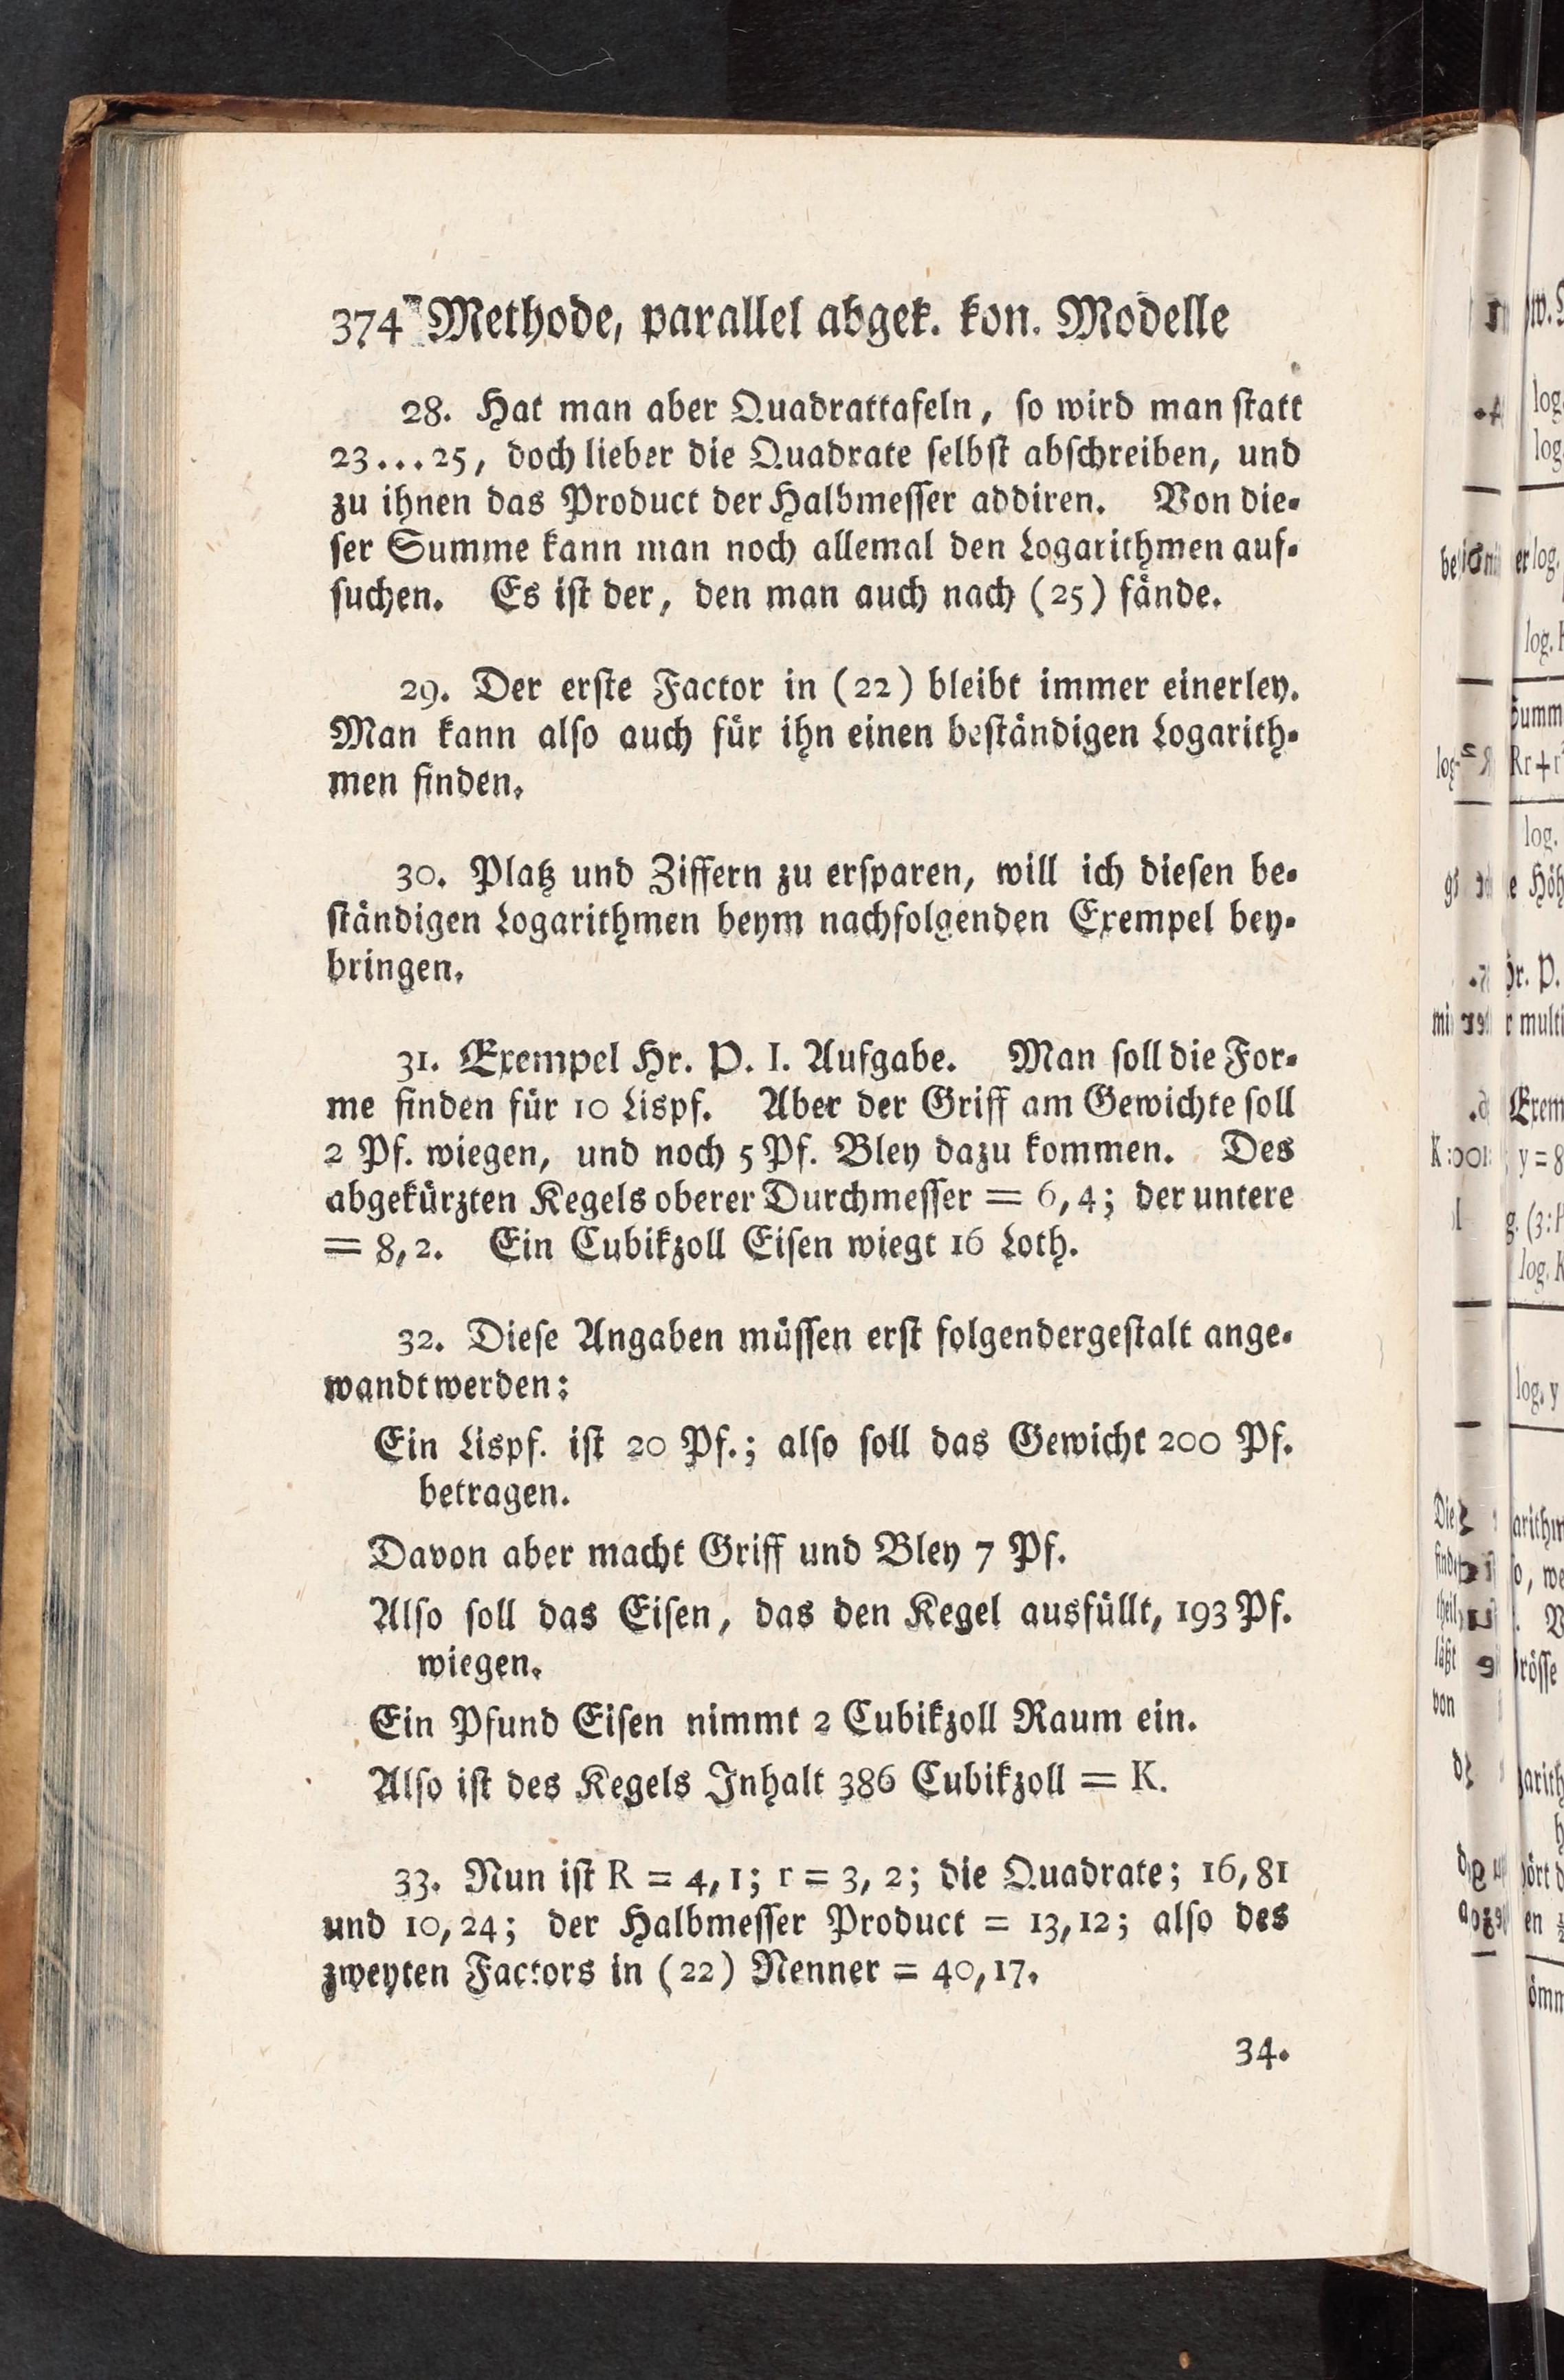 374 Methode, parallel abgek. kon. Modelle
28. Hat man aber Quadrattafeln, so wird man statt
23...25, doch lieber die Quadrate selbst abschreiben, und
zu ihnen das Product der Halbmesser addiren. Von die-
ser Summe kann man noch allemal den Logarithmen auf-
suchen. Es ist der, den man auch nach (25) fände.
29. Der erste Factor in (22) bleibt immer einerley.
Man kann also auch für ihn einen beständigen Logarith-
men finden.
30. Platz und Ziffern zu ersparen, will ich diesen be-
ständigen Logarithmen beym nachfolgenden Exempel bey-
bringen.
31. Exempel Hr. P. I. Aufgabe. Man soll die For-
me finden für 10 Lispf. Aber der Griff am Gewichte soll
2 Pf. wiegen, und noch 5 Pf. Bley dazu kommen. Des
abgekürzten Kegels oberer Durchmesser = 6,4; der untere
= 8,2. Ein Cubikzoll Eisen wiegt 16 Loth.
32. Diese Angaben müssen erst folgendergestalt ange-
wandt werden:
Ein Lispf. ist 20 Pf.; also soll das Gewicht 200 Pf.
betragen.
Davon aber macht Griff und Bley 7 Pf.
Also soll das Eisen, das den Kegel ausfüllt, 193 Pf.
wiegen.
Ein Pfund Eisen nimmt 2 Cubikzoll Raum ein.
Also ist des Kegels Inhalt 386 Cubikzoll = K.
33. Nun ist R = 4,1; r = 3,2; die Quadrate; 16,81
und 10,24; der Halbmesser Product = 13,12; also des
zweyten Factors in (22) Nenner = 40,17.
34.